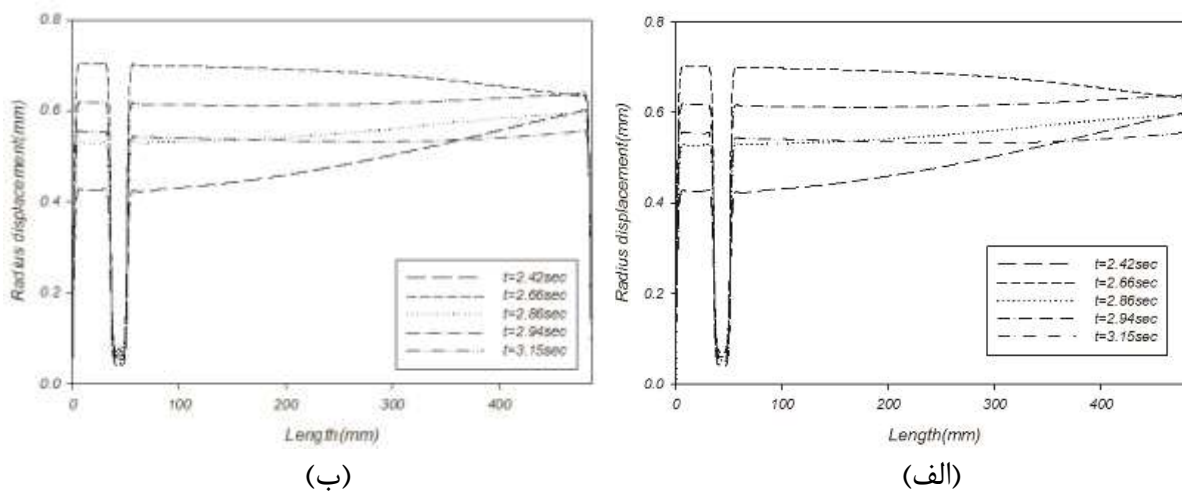 0.8
0.6
0.4
0.2
0.0
Radius displacement(mm)
t=2.42sec
t=2.66sec
t=2.86sec
t=2.94sec
t=3.15sec
0 100 200 300 400
Length(mm)
(ب)
0.8
0.6
0.4
0.2
0.0
Radius displacement(mm)
t=2.42sec
t=2.66sec
t=2.86sec
t=2.94sec
t=3.15sec
0 100 200 300 400
Length(mm)
(الف)